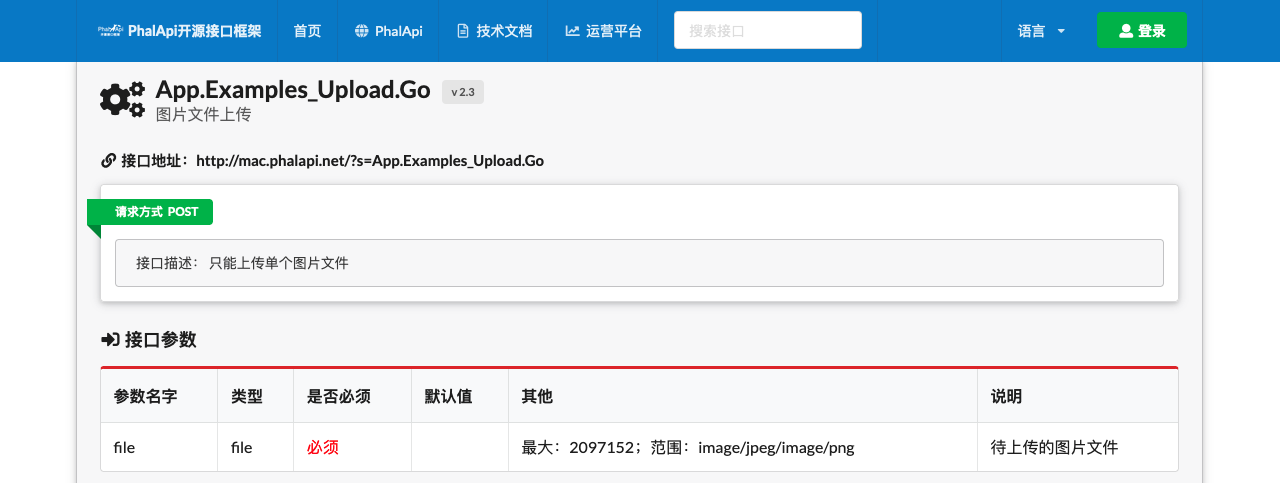 PhalApi开源接口框架 首页 PhalApi 技术文档 运营平台 搜索接口 语言 登录
App.Examples_Upload.Go v 2.3
图片文件上传
接口地址：http://mac.phalapi.net/?s=App.Examples_Upload.Go
请求方式 POST
接口描述： 只能上传单个图片文件
接口参数
参数名字 类型 是否必须 默认值 其他 说明
file file 必须 最大：2097152；范围：image/jpeg/image/png 待上传的图片文件